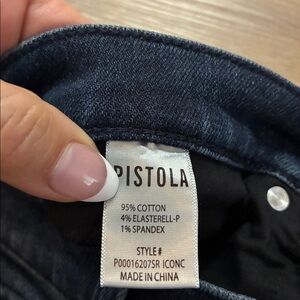 PISTOLA
95% COTTON
4% ELASTERELL-P
1% SPANDEX
STYLE #
P00016207SR ICONC
MADE IN CHINA